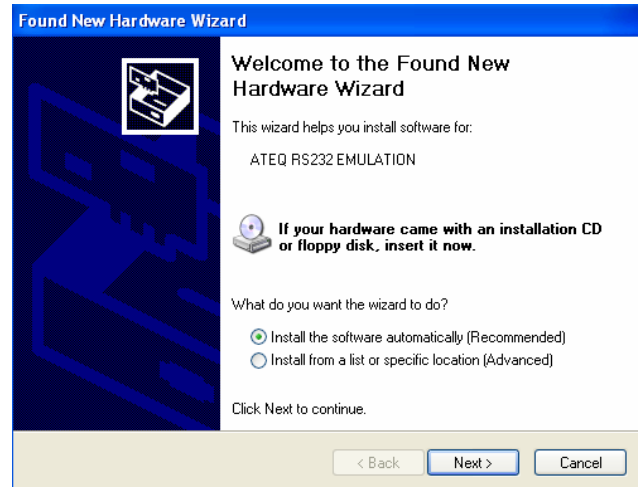 Found New Hardware Wizard
Welcome to the Found New
Hardware Wizard
This wizard helps you install software for:
ATEQ RS232 EMULATION
If your hardware came with an installation CD
or floppy disk, insert it now.
What do you want the wizard to do?
Install the software automatically (Recommended)
Install from a list or specific location (Advanced)
Click Next to continue.
< Back Next > Cancel